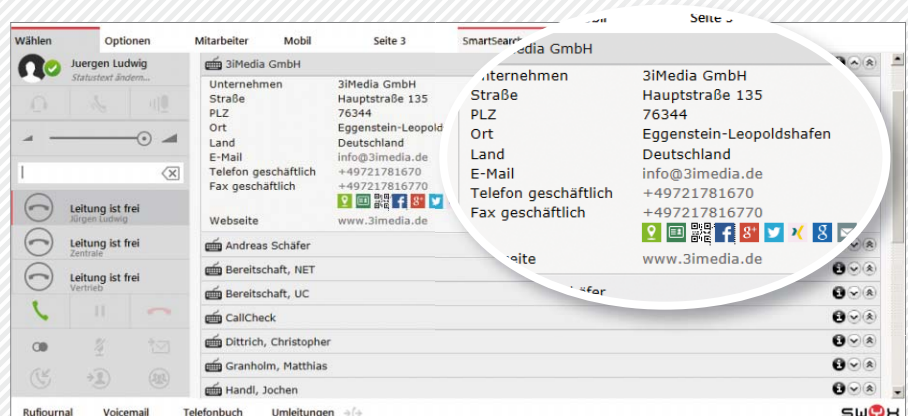 Wählen Optionen Mitarbeiter Mobil Seite 3 SmartSearch
Juergen Ludwig
Statustext ändern...
Leitung ist frei
Jürgen Ludwig
Leitung ist frei
Zentrale
Leitung ist frei
Vertrieb
3iMedia GmbH
Unternehmen 3iMedia GmbH
Straße Hauptstraße 135
PLZ 76344
Ort Eggenstein-Leopold
Land Deutschland
E-Mail info@3imedia.de
Telefon geschäftlich +49721781670
Fax geschäftlich +497217816770
Webseite www.3imedia.de
Andreas Schäfer
Bereitschaft, NET
Bereitschaft, UC
CallCheck
Dittrich, Christopher
Granholm, Matthias
Handl, Jochen
Seite 3
edia GmbH
nternehmen 3iMedia GmbH
Straße Hauptstraße 135
PLZ 76344
Ort Eggenstein-Leopoldshafen
Land Deutschland
E-Mail info@3imedia.de
Telefon geschäftlich +49721781670
Fax geschäftlich +497217816770
eite www.3imedia.de
äfer
Rufjournal Voicemail Telefonbuch Umleitungen
swyx